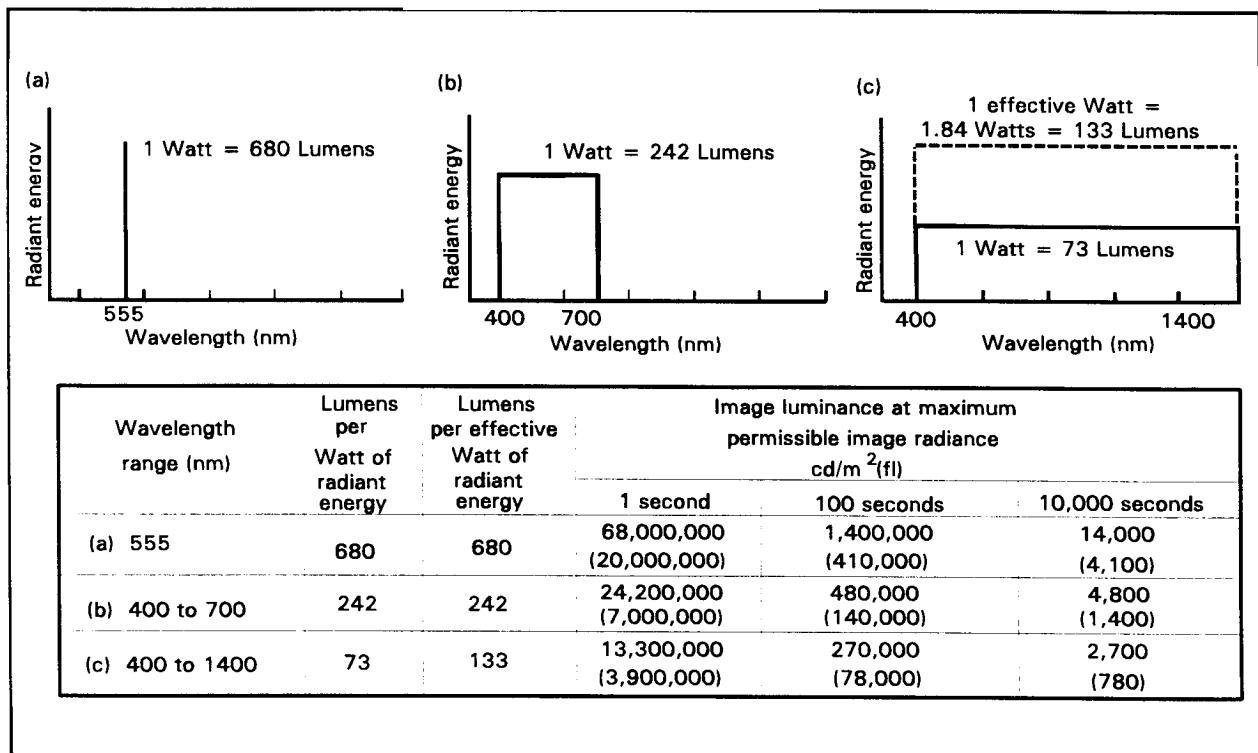 (a)
Radiant energy
1 Watt = 680 Lumens
555
Wavelength (nm)
(b)
Radiant energy
1 Watt = 242 Lumens
400 700
Wavelength (nm)
(c)
Radiant energy
1 effective Watt =
1.84 Watts = 133 Lumens
1 Watt = 73 Lumens
400 1400
Wavelength (nm)
Wavelength
range (nm)
Lumens
per
Watt of
radiant
energy
Lumens
per effective
Watt of
radiant
energy
Image luminance at maximum
permissible image radiance
cd/m 2(fl)
1 second 100 seconds 10,000 seconds
(a) 555 680 680 68,000,000 1,400,000 14,000
(20,000,000) (410,000) (4,100)
(b) 400 to 700 242 242 24,200,000 480,000 4,800
(7,000,000) (140,000) (1,400)
(c) 400 to 1400 73 133 13,300,000 270,000 2,700
(3,900,000) (78,000) (780)